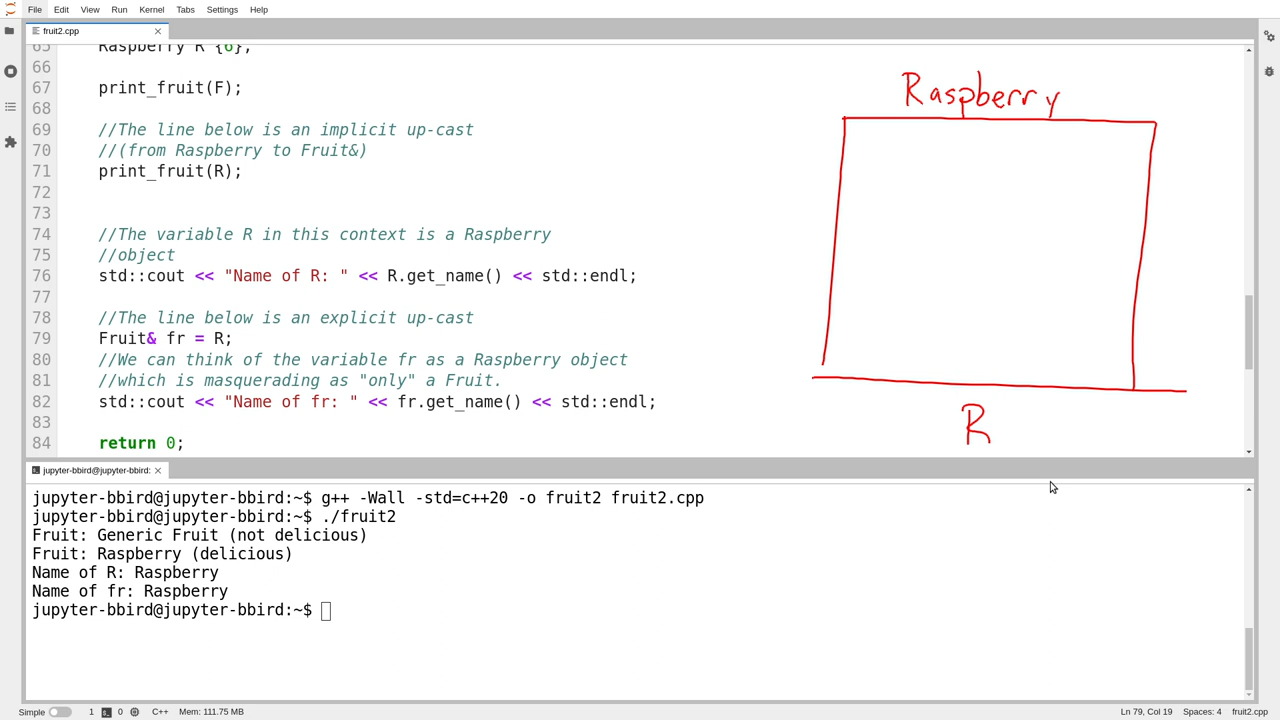 File Edit View Run Kernel Tabs Settings Help
fruit2.cpp
65 Raspberry R {6};
66
67 print_fruit(F);
68
69 //The line below is an implicit up-cast
70 //(from Raspberry to Fruit&)
71 print_fruit(R);
72
73
74 //The variable R in this context is a Raspberry
75 //object
76 std::cout << "Name of R: " << R.get_name() << std::endl;
77
78 //The line below is an explicit up-cast
79 Fruit& fr = R;
80 //We can think of the variable fr as a Raspberry object
81 //which is masquerading as "only" a Fruit.
82 std::cout << "Name of fr: " << fr.get_name() << std::endl;
83
84 return 0;
Raspberry
R
jupyter-bbird@jupyter-bbird:
jupyter-bbird@jupyter-bbird:~$ g++ -Wall -std=c++20 -o fruit2 fruit2.cpp
jupyter-bbird@jupyter-bbird:~$ ./fruit2
Fruit: Generic Fruit (not delicious)
Fruit: Raspberry (delicious)
Name of R: Raspberry
Name of fr: Raspberry
jupyter-bbird@jupyter-bbird:~$
Simple 1 0 C++ Mem: 111.75 MB Ln 79, Col 19 Spaces: 4 fruit2.cpp